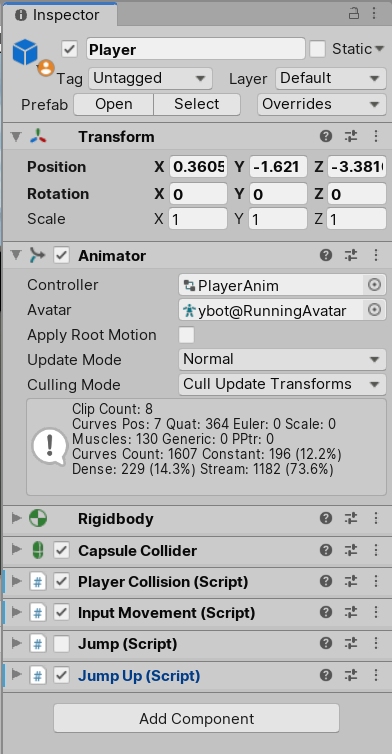 Inspector
Player
Static
Tag Untagged Layer Default
Prefab Open Select Overrides
Transform
Position X 0.3605 Y -1.621 Z -3.381
Rotation X 0 Y 0 Z 0
Scale X 1 Y 1 Z 1
Animator
Controller PlayerAnim
Avatar ybot@RunningAvatar
Apply Root Motion
Update Mode Normal
Culling Mode Cull Update Transforms
Clip Count: 8
Curves Pos: 7 Quat: 364 Euler: 0 Scale: 0
Muscles: 130 Generic: 0 PPtr: 0
Curves Count: 1607 Constant: 196 (12.2%)
Dense: 229 (14.3%) Stream: 1182 (73.6%)
Rigidbody
Capsule Collider
# Player Collision (Script)
# Input Movement (Script)
# Jump (Script)
# Jump Up (Script)
Add Component